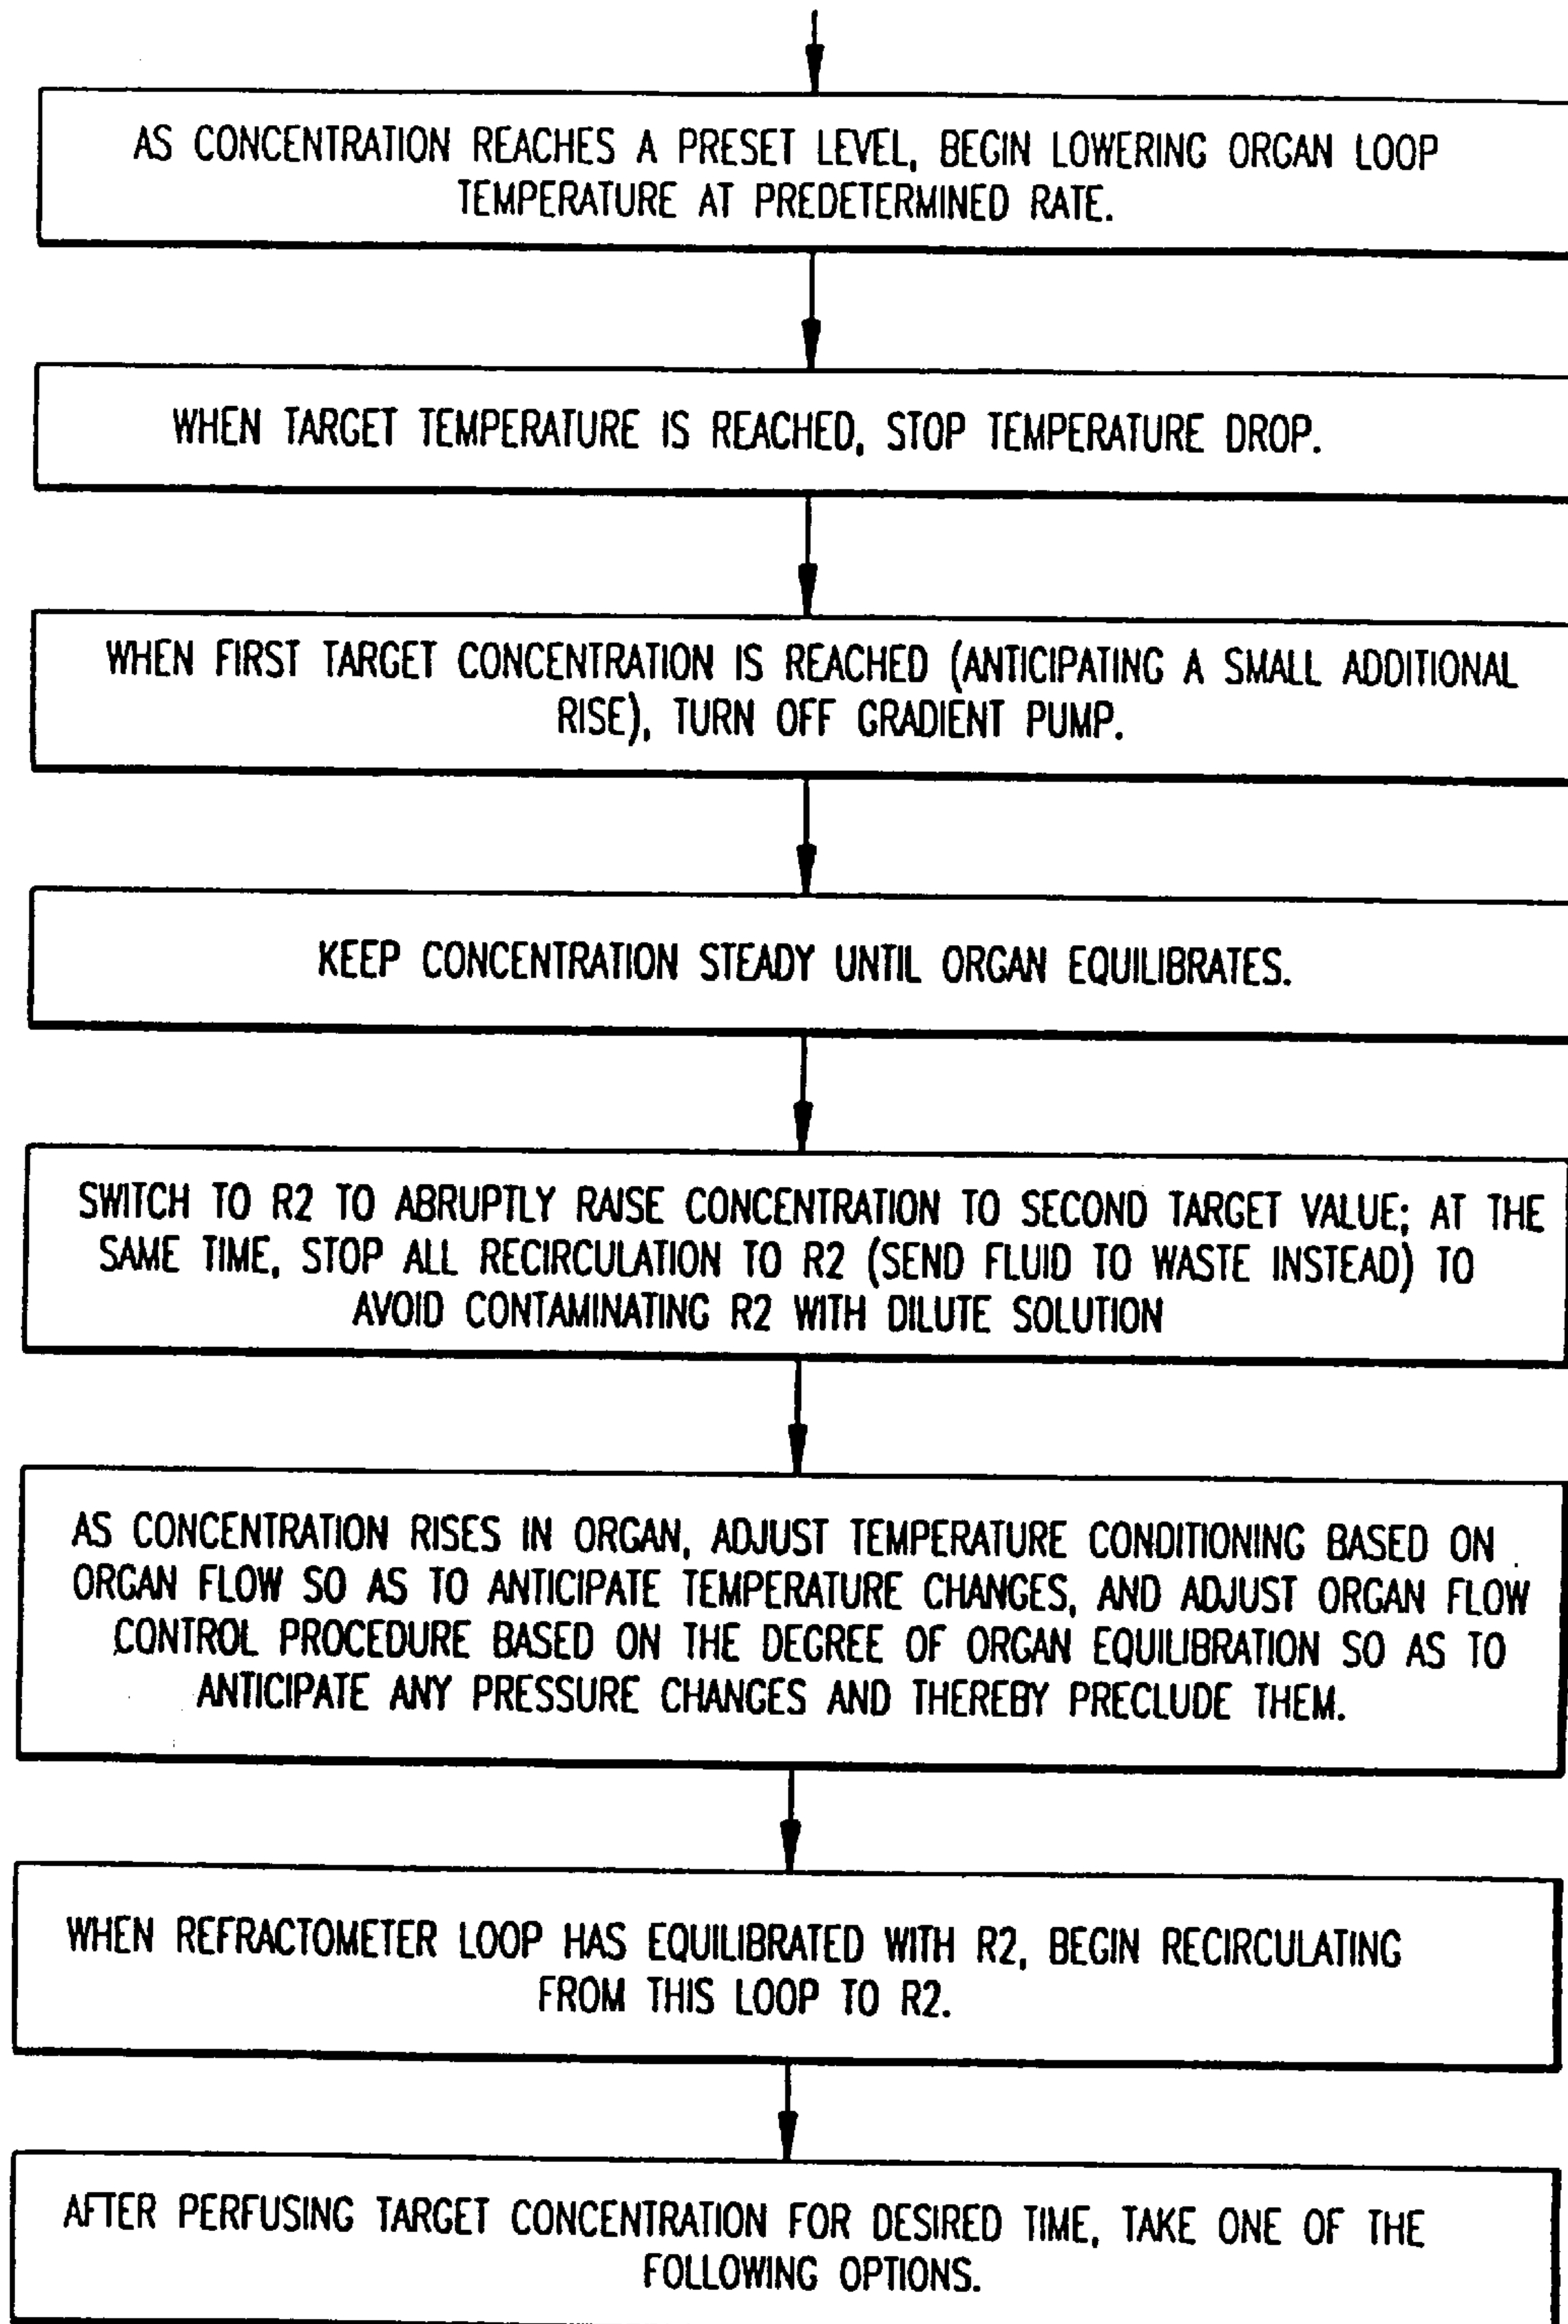 AS CONCENTRATION REACHES A PRESET LEVEL, BEGIN LOWERING ORGAN LOOP
TEMPERATURE AT PREDETERMINED RATE.
WHEN TARGET TEMPERATURE IS REACHED, STOP TEMPERATURE DROP.
WHEN FIRST TARGET CONCENTRATION IS REACHED (ANTICIPATING A SMALL ADDITIONAL
RISE), TURN OFF GRADIENT PUMP.
KEEP CONCENTRATION STEADY UNTIL ORGAN EQUILIBRATES.
SWITCH TO R2 TO ABRUPTLY RAISE CONCENTRATION TO SECOND TARGET VALUE; AT THE
SAME TIME, STOP ALL RECIRCULATION TO R2 (SEND FLUID TO WASTE INSTEAD) TO
AVOID CONTAMINATING R2 WITH DILUTE SOLUTION
AS CONCENTRATION RISES IN ORGAN, ADJUST TEMPERATURE CONDITIONING BASED ON
ORGAN FLOW SO AS TO ANTICIPATE TEMPERATURE CHANGES, AND ADJUST ORGAN FLOW
CONTROL PROCEDURE BASED ON THE DEGREE OF ORGAN EQUILIBRATION SO AS TO
ANTICIPATE ANY PRESSURE CHANGES AND THEREBY PRECLUDE THEM.
WHEN REFRACTOMETER LOOP HAS EQUILIBRATED WITH R2, BEGIN RECIRCULATING
FROM THIS LOOP TO R2.
AFTER PERFUSING TARGET CONCENTRATION FOR DESIRED TIME, TAKE ONE OF THE
FOLLOWING OPTIONS.